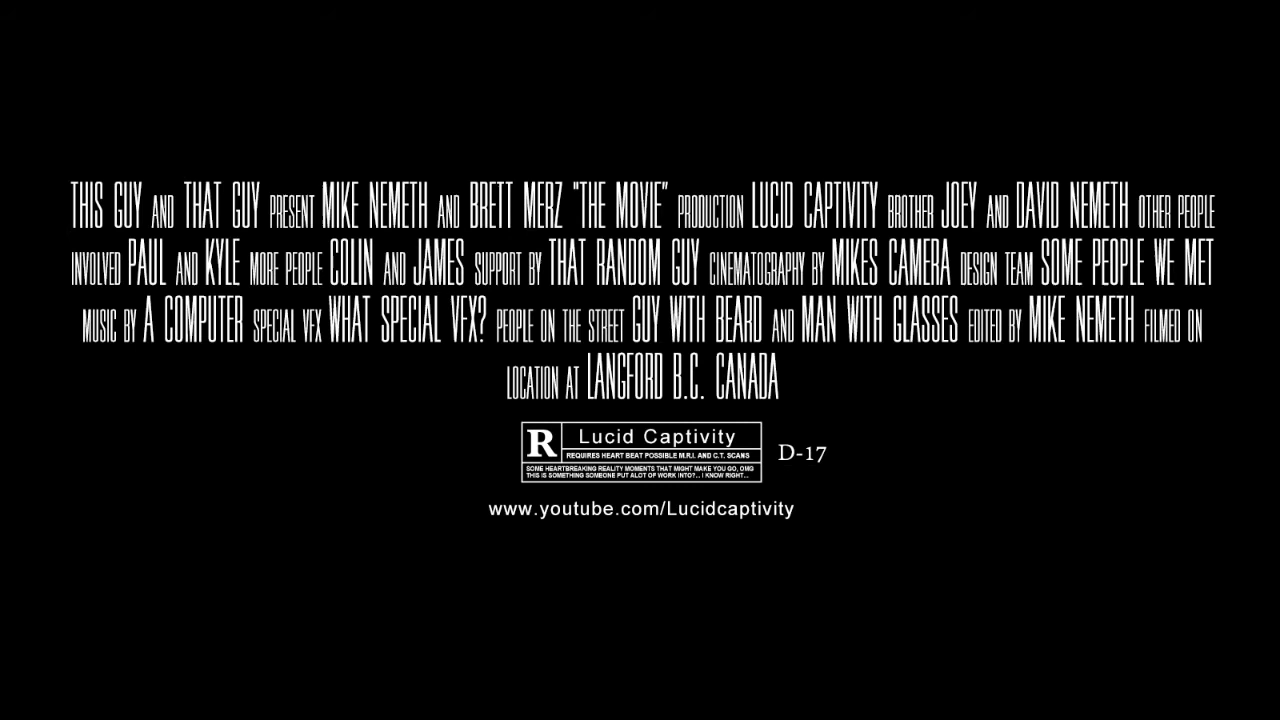 THIS GUY AND THAT GUY PRESENT MIKE NEMETH AND BRETT MERZ "THE MOVIE" PRODUCTION LUCID CAPTIVITY BROTHER JOEY AND DAVID NEMETH OTHER PEOPLE
INVOLVED PAUL AND KYLE MORE PEOPLE COLIN AND JAMES SUPPORT BY THAT RANDOM GUY CINEMATOGRAPHY BY MIKES CAMERA DESIGN TEAM SOME PEOPLE WE MET
MUSIC BY A COMPUTER SPECIAL VFX WHAT SPECIAL VFX? PEOPLE ON THE STREET GUY WITH BEARD AND MAN WITH GLASSES EDITED BY MIKE NEMETH FILMED ON
LOCATION AT LANGFORD B.C. CANADA
R Lucid Captivity
REQUIRES HEART BEAT POSSIBLE M.R.I. AND C.T. SCANS
D-17
SOME HEARTBREAKING REALITY MOMENTS THAT MIGHT MAKE YOU GO, OMG
THIS IS SOMETHING SOMEONE PUT ALOT OF WORK INTO?... I KNOW RIGHT...
www.youtube.com/Lucidcaptivity